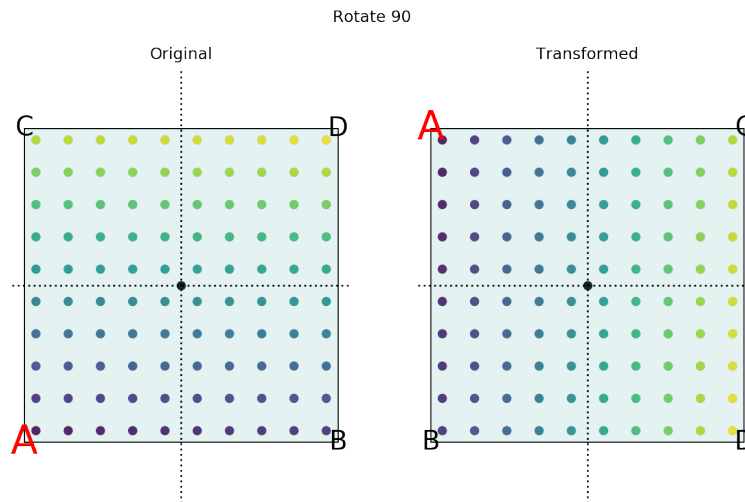 Rotate 90
Original
Transformed
C D
A B
A C
B D